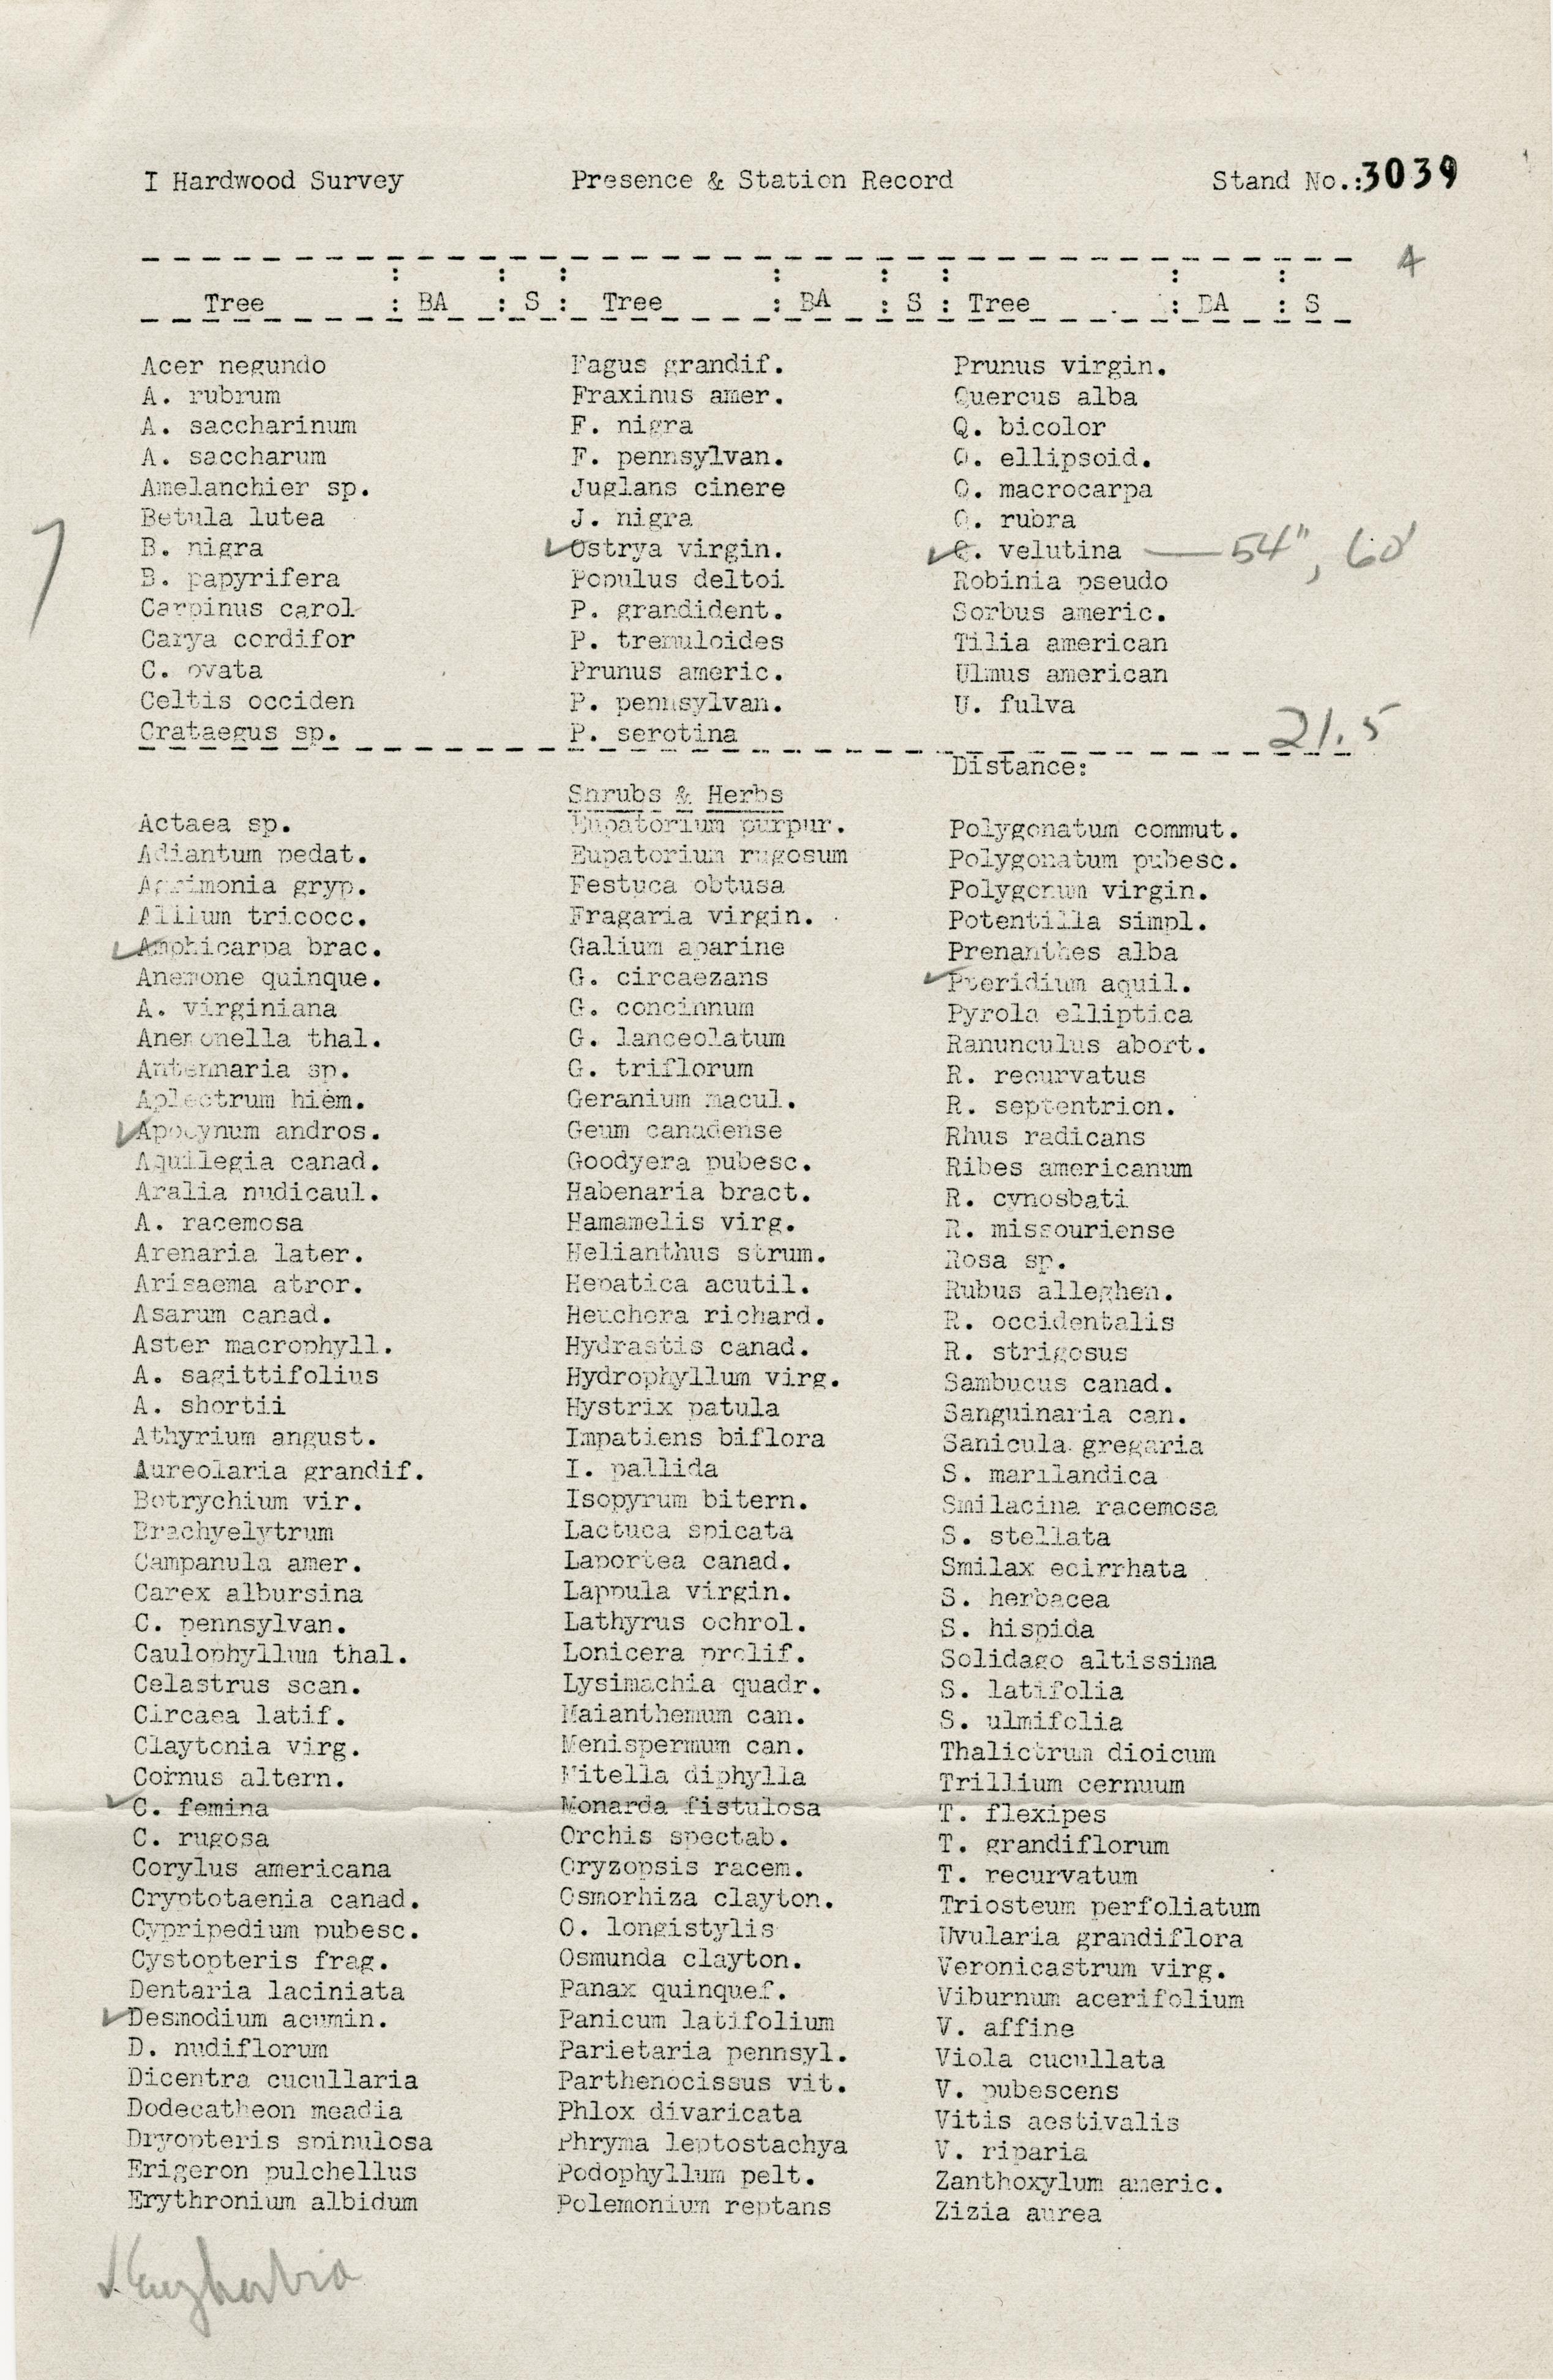 I Hardwood Survey Presence & Station Record Stand No.:3039
4
Tree : BA : S : Tree : BA : S : Tree : BA : S
Acer negundo
A. rubrum
A. saccharinum
A. saccharum
Amelanchier sp.
Betula lutea
B. nigra
B. papyrifera
Carpinus carol
Carya cordifor
C. ovata
Celtis occiden
Crataegus sp.
Fagus grandif.
Fraxinus amer.
F. nigra
F. pennsylvan.
Juglans cinere
J. nigra
✓Ostrya virgin.
Populus deltoi
P. grandident.
P. tremuloides
Prunus americ.
P. pennsylvan.
P. serotina
Prunus virgin.
Quercus alba
Q. bicolor
Q. ellipsoid.
Q. macrocarpa
Q. rubra
✓Q. velutina — 54",
Robinia pseudo
Sorbus americ.
Tilia american
Ulmus american
U. fulva
21.5
Distance:
Shrubs & Herbs
Actaea sp.
Adiantum pedat.
Agrimonia gryp.
Allium tricocc.
✓Amphicarpa brac.
Anemone quinque.
A. virginiana
Anemonella thal.
Antennaria sp.
Aplectrum hiem.
✓Apocynum andros.
Aquilegia canad.
Aralia nudicaul.
A. racemosa
Arenaria later.
Arisaema atror.
Asarum canad.
Aster macrophyll.
A. sagittifolius
A. shortii
Athyrium angust.
Aureolaria grandif.
Botrychium vir.
Brachyelytrum
Campanula amer.
Carex albursina
C. pennsylvan.
Caulophyllum thal.
Celastrus scan.
Circaea latif.
Claytonia virg.
Cornus altern.
✓C. femina
C. rugosa
Corylus americana
Cryptotaenia canad.
Cypripedium pubesc.
Cystopteris frag.
Dentaria laciniata
✓Desmodium acumin.
D. nudiflorum
Dicentra cucullaria
Dodecatheon meadia
Dryopteris spinulosa
Erigeron pulchellus
Erythronium albidum
Eupatorium purpur.
Eupatorium rugosum
Festuca obtusa
Fragaria virgin.
Galium aparine
G. circaezans
G. concinnum
G. lanceolatum
G. triflorum
Geranium macul.
Geum canadense
Goodyera pubesc.
Habenaria bract.
Hamamelis virg.
Helianthus strum.
Hepatica acutil.
Heuchera richard.
Hydrastis canad.
Hydrophyllum virg.
Hystrix patula
Impatiens biflora
I. pallida
Isopyrum bitern.
Lactuca spicata
Laportea canad.
Lappula virgin.
Lathyrus ochrol.
Lonicera prolif.
Lysimachia quadr.
Maianthemum can.
Menispermum can.
Mitella diphylla
Monarda fistulosa
Orchis spectab.
Oryzopsis racem.
Osmorhiza clayton.
O. longistylis
Osmunda clayton.
Panax quinquef.
Panicum latifolium
Parietaria pennsyl.
Parthenocissus vit.
Phlox divaricata
Phryma leptostachya
Podophyllum pelt.
Polemonium reptans
Polygonatum commut.
Polygonatum pubesc.
Polygonum virgin.
Potentilla simpl.
Prenanthes alba
✓Pteridium aquil.
Pyrola elliptica
Ranunculus abort.
R. recurvatus
R. septentrion.
Rhus radicans
Ribes americanum
R. cynosbati
R. missouriense
Rosa sp.
Rubus alleghen.
R. occidentalis
R. strigosus
Sambucus canad.
Sanguinaria can.
Sanicula gregaria
S. marilandica
Smilacina racemosa
S. stellata
Smilax ecirrhata
S. herbacea
S. hispida
Solidago altissima
S. latifolia
S. ulmifolia
Thalictrum dioicum
Trillium cernuum
T. flexipes
T. grandiflorum
T. recurvatum
Triosteum perfoliatum
Uvularia grandiflora
Veronicastrum virg.
Viburnum acerifolium
V. affine
Viola cucullata
V. pubescens
Vitis aestivalis
V. riparia
Zanthoxylum americ.
Zizia aurea
✓Euphorbia